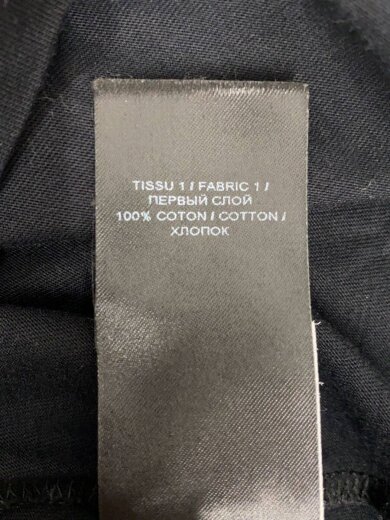 TISSU 1 / FABRIC 1 /
ПЕРВЫЙ СЛОЙ
100% COTON / COTTON /
ХЛОПОК